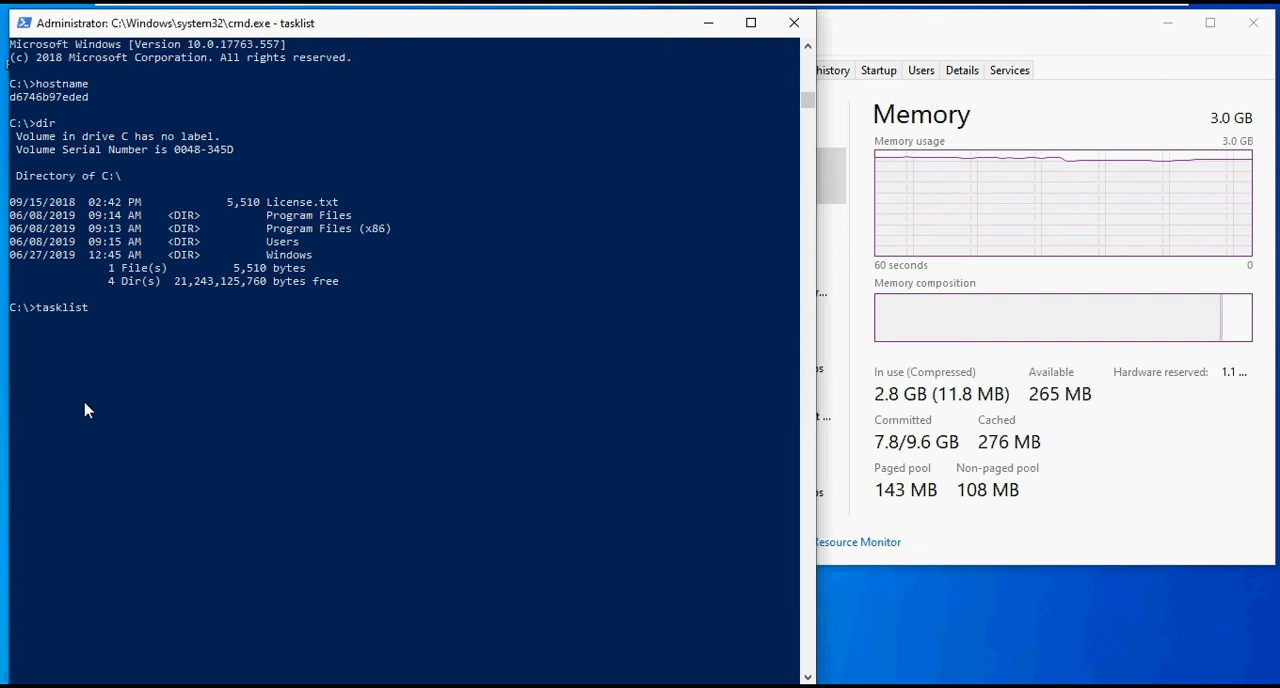 Administrator: C:\Windows\system32\cmd.exe - tasklist
Microsoft Windows [Version 10.0.17763.557]
(c) 2018 Microsoft Corporation. All rights reserved.
C:\>hostname
d6746b97eded
C:\>dir
Volume in drive C has no label.
Volume Serial Number is 0048-345D
Directory of C:\
09/15/2018 02:42 PM 5,510 License.txt
06/08/2019 09:14 AM <DIR> Program Files
06/08/2019 09:13 AM <DIR> Program Files (x86)
06/08/2019 09:15 AM <DIR> Users
06/27/2019 12:45 AM <DIR> Windows
1 File(s) 5,510 bytes
4 Dir(s) 21,243,125,760 bytes free
C:\>tasklist
history Startup Users Details Services
Memory 3.0 GB
Memory usage 3.0 GB
60 seconds 0
Memory composition
In use (Compressed) Available Hardware reserved: 1.1 ...
2.8 GB (11.8 MB) 265 MB
Committed Cached
7.8/9.6 GB 276 MB
Paged pool Non-paged pool
143 MB 108 MB
Resource Monitor